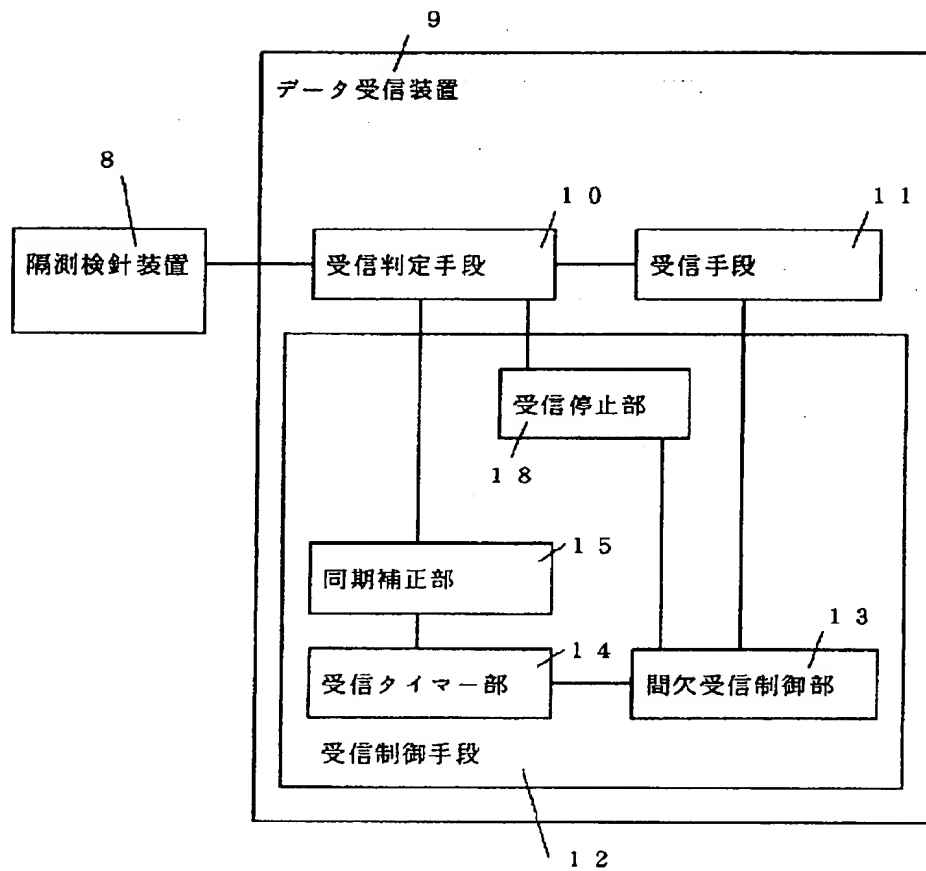 9
データ受信装置
8
10
11
隔測検針装置
受信判定手段
受信手段
受信停止部
18
15
同期補正部
14
13
受信タイマー部
間欠受信制御部
受信制御手段
12